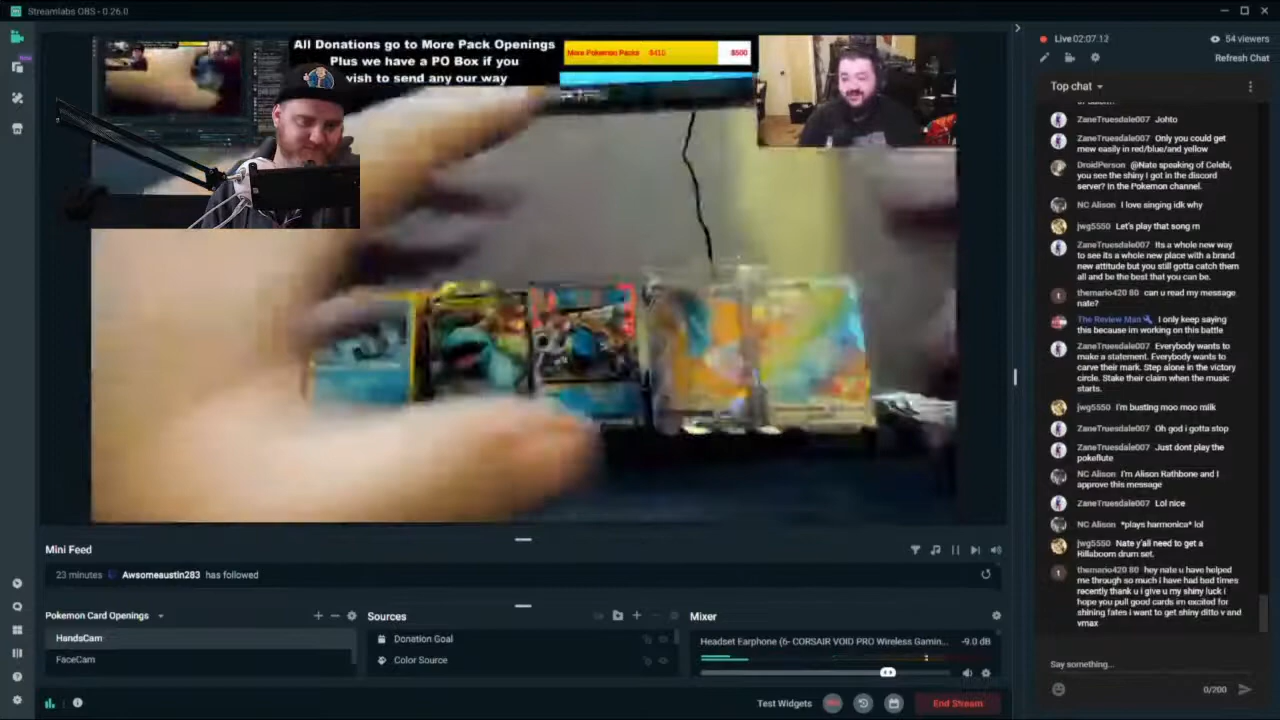 Streamlabs OBS - 0.26.0
All Donations go to More Pack Openings
Plus we have a PO Box if you
vish to send any our way
More Pokemon Packs $410 $500
Live 02:07:12
54 viewers
Refresh Chat
Top chat
ZaneTruesdale007 Johto
ZaneTruesdale007 Only you could get
mew easily in red/blue/and yellow
DroidPerson @Nate speaking of Celebi,
you see the shiny I got in the discord
server? In the Pokemon channel.
NC Alison I love singing idk why
jwg5550 Let's play that song rn
ZaneTruesdale007 Its a whole new way
to see its a whole new place with a brand
new attitude but you still gotta catch them
all and be the best that you can be.
themario420 80 can u read my message
nate?
The Review Man I only keep saying
this because im working on this battle
ZaneTruesdale007 Everybody wants to
make a statement. Everybody wants to
carve their mark. Step alone in the victory
circle. Stake their claim when the music
starts.
jwg5550 I'm busting moo moo milk
ZaneTruesdale007 Oh god i gotta stop
ZaneTruesdale007 Just dont play the
pokeflute
NC Alison I'm Alison Rathbone and I
approve this message
ZaneTruesdale007 Lol nice
NC Alison *plays harmonica* lol
jwg5550 Nate y'all need to get a
Rillaboom drum set.
themario420 80 hey nate u have helped
me through so much i have had bad times
recently thank u i give u my shiny luck i
hope you pull good cards im excited for
shining fates i want to get shiny ditto v and
vmax
Say something...
0/200
Mini Feed
23 minutes Awsomeaustin283 has followed
Pokemon Card Openings
HandsCam
FaceCam
Sources
Donation Goal
Color Source
Mixer
Headset Earphone (6- CORSAIR VOID PRO Wireless Gamin... -9.0 dB
Test Widgets
End Stream